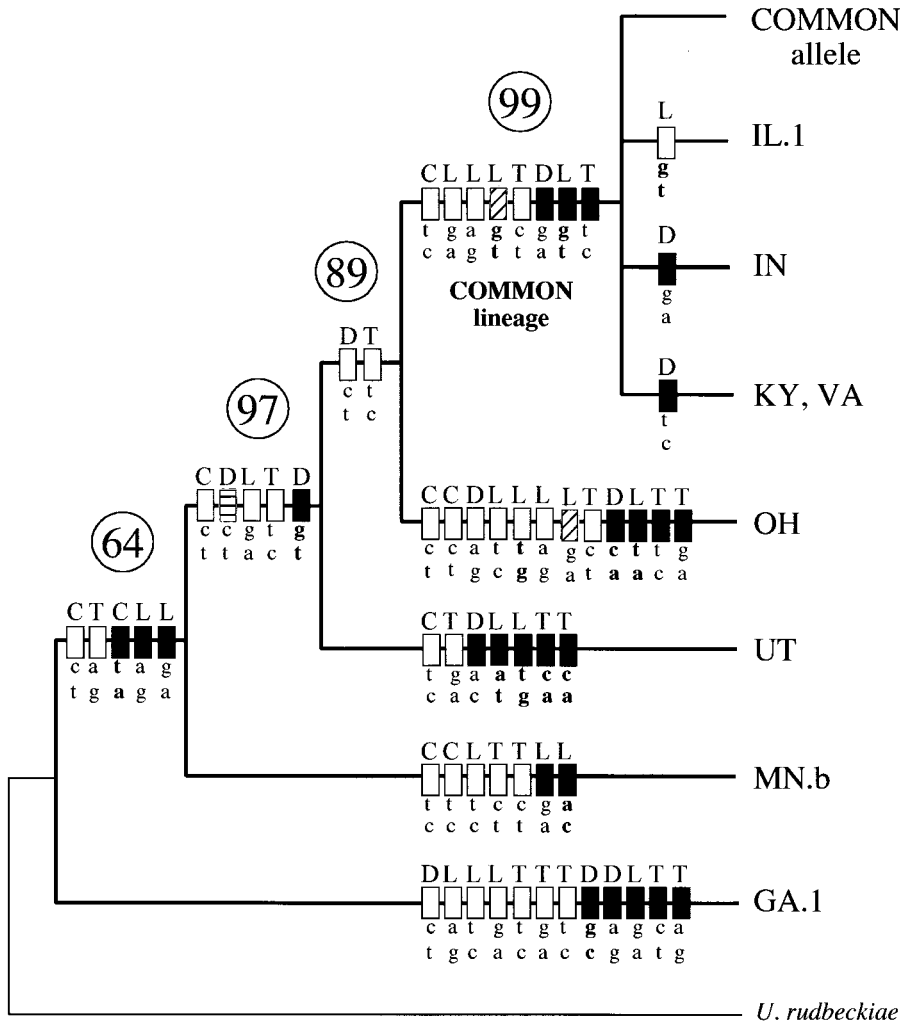 COMMON
allele
99
L
IL.1
g
t
C L L L T D L T
t g a g c g g t
c a g t t a t c
COMMON
lineage
D
IN
g
a
89
D T
c t
t c
D
KY, VA
t
c
97
C D L T D
c c g t g
t t a c t
C C D L L L L T D L T T
OH
c c a t t a g c c t t g
t t g c g g a t a a c a
64
C T C L L
c a t a g
t g a g a
C T D L L T T
UT
t g a a t c c
c a c t g a a
C C L T T L L
MN.b
t t t c c g a
c c c t t a c
D L L L T T T D D L T T
GA.1
c a t g t g t g a g c a
t g c a c a c c g a t g
U. rudbeckiae